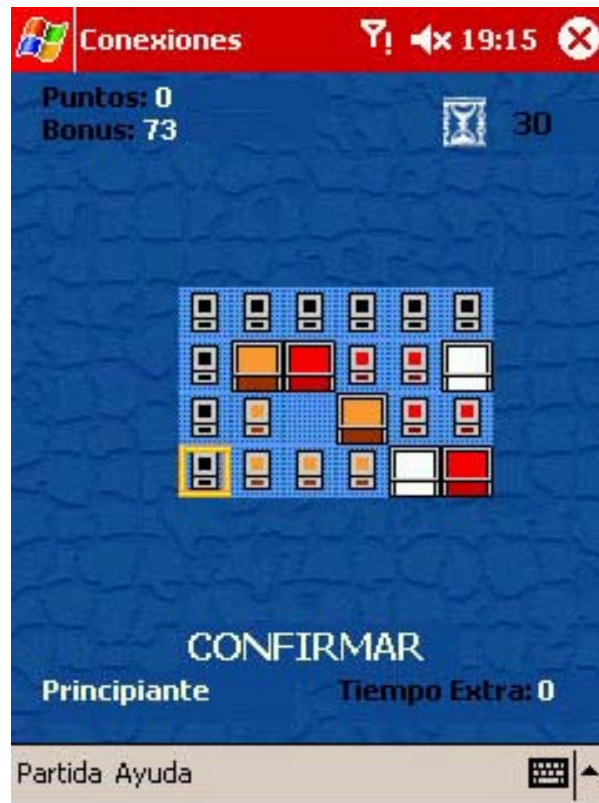 Conexiones 19:15
Puntos: 0
Bonus: 73
30
CONFIRMAR
Principiante Tiempo Extra: 0
Partida Ayuda